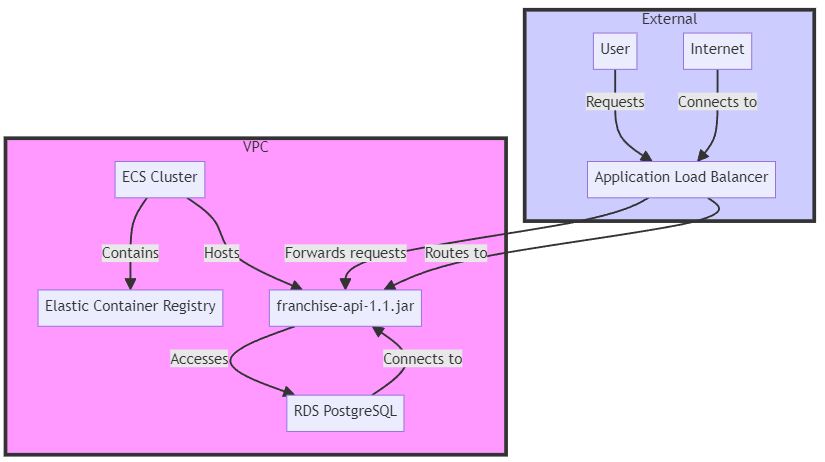 External
User
Internet
Requests
Connects to
Application Load Balancer
VPC
ECS Cluster
Contains
Hosts
Forwards requests
Routes to
Elastic Container Registry
franchise-api-1.1.jar
Accesses
Connects to
RDS PostgreSQL